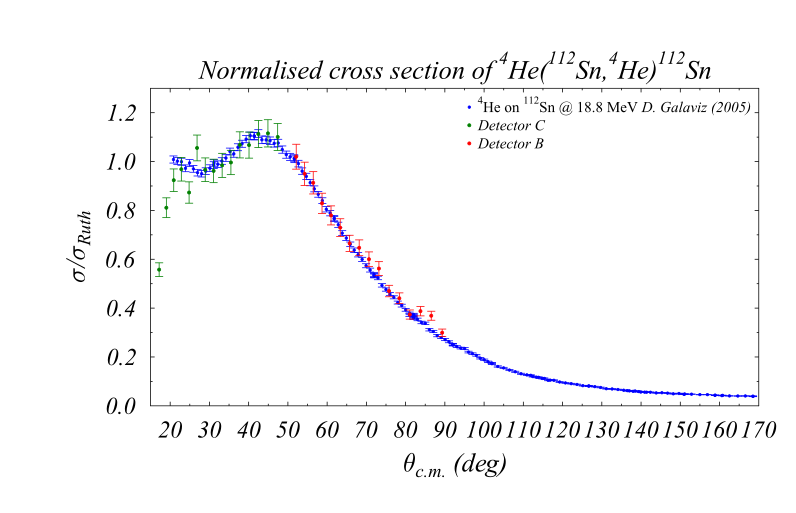 Normalised cross section of ⁴He(¹¹²Sn,⁴He)¹¹²Sn
⁴He on ¹¹²Sn @ 18.8 MeV D. Galaviz (2005)
Detector C
Detector B
σ/σRuth
1.2
1.0
0.8
0.6
0.4
0.2
0.0
20 30 40 50 60 70 80 90 100 110 120 130 140 150 160 170
θc.m. (deg)